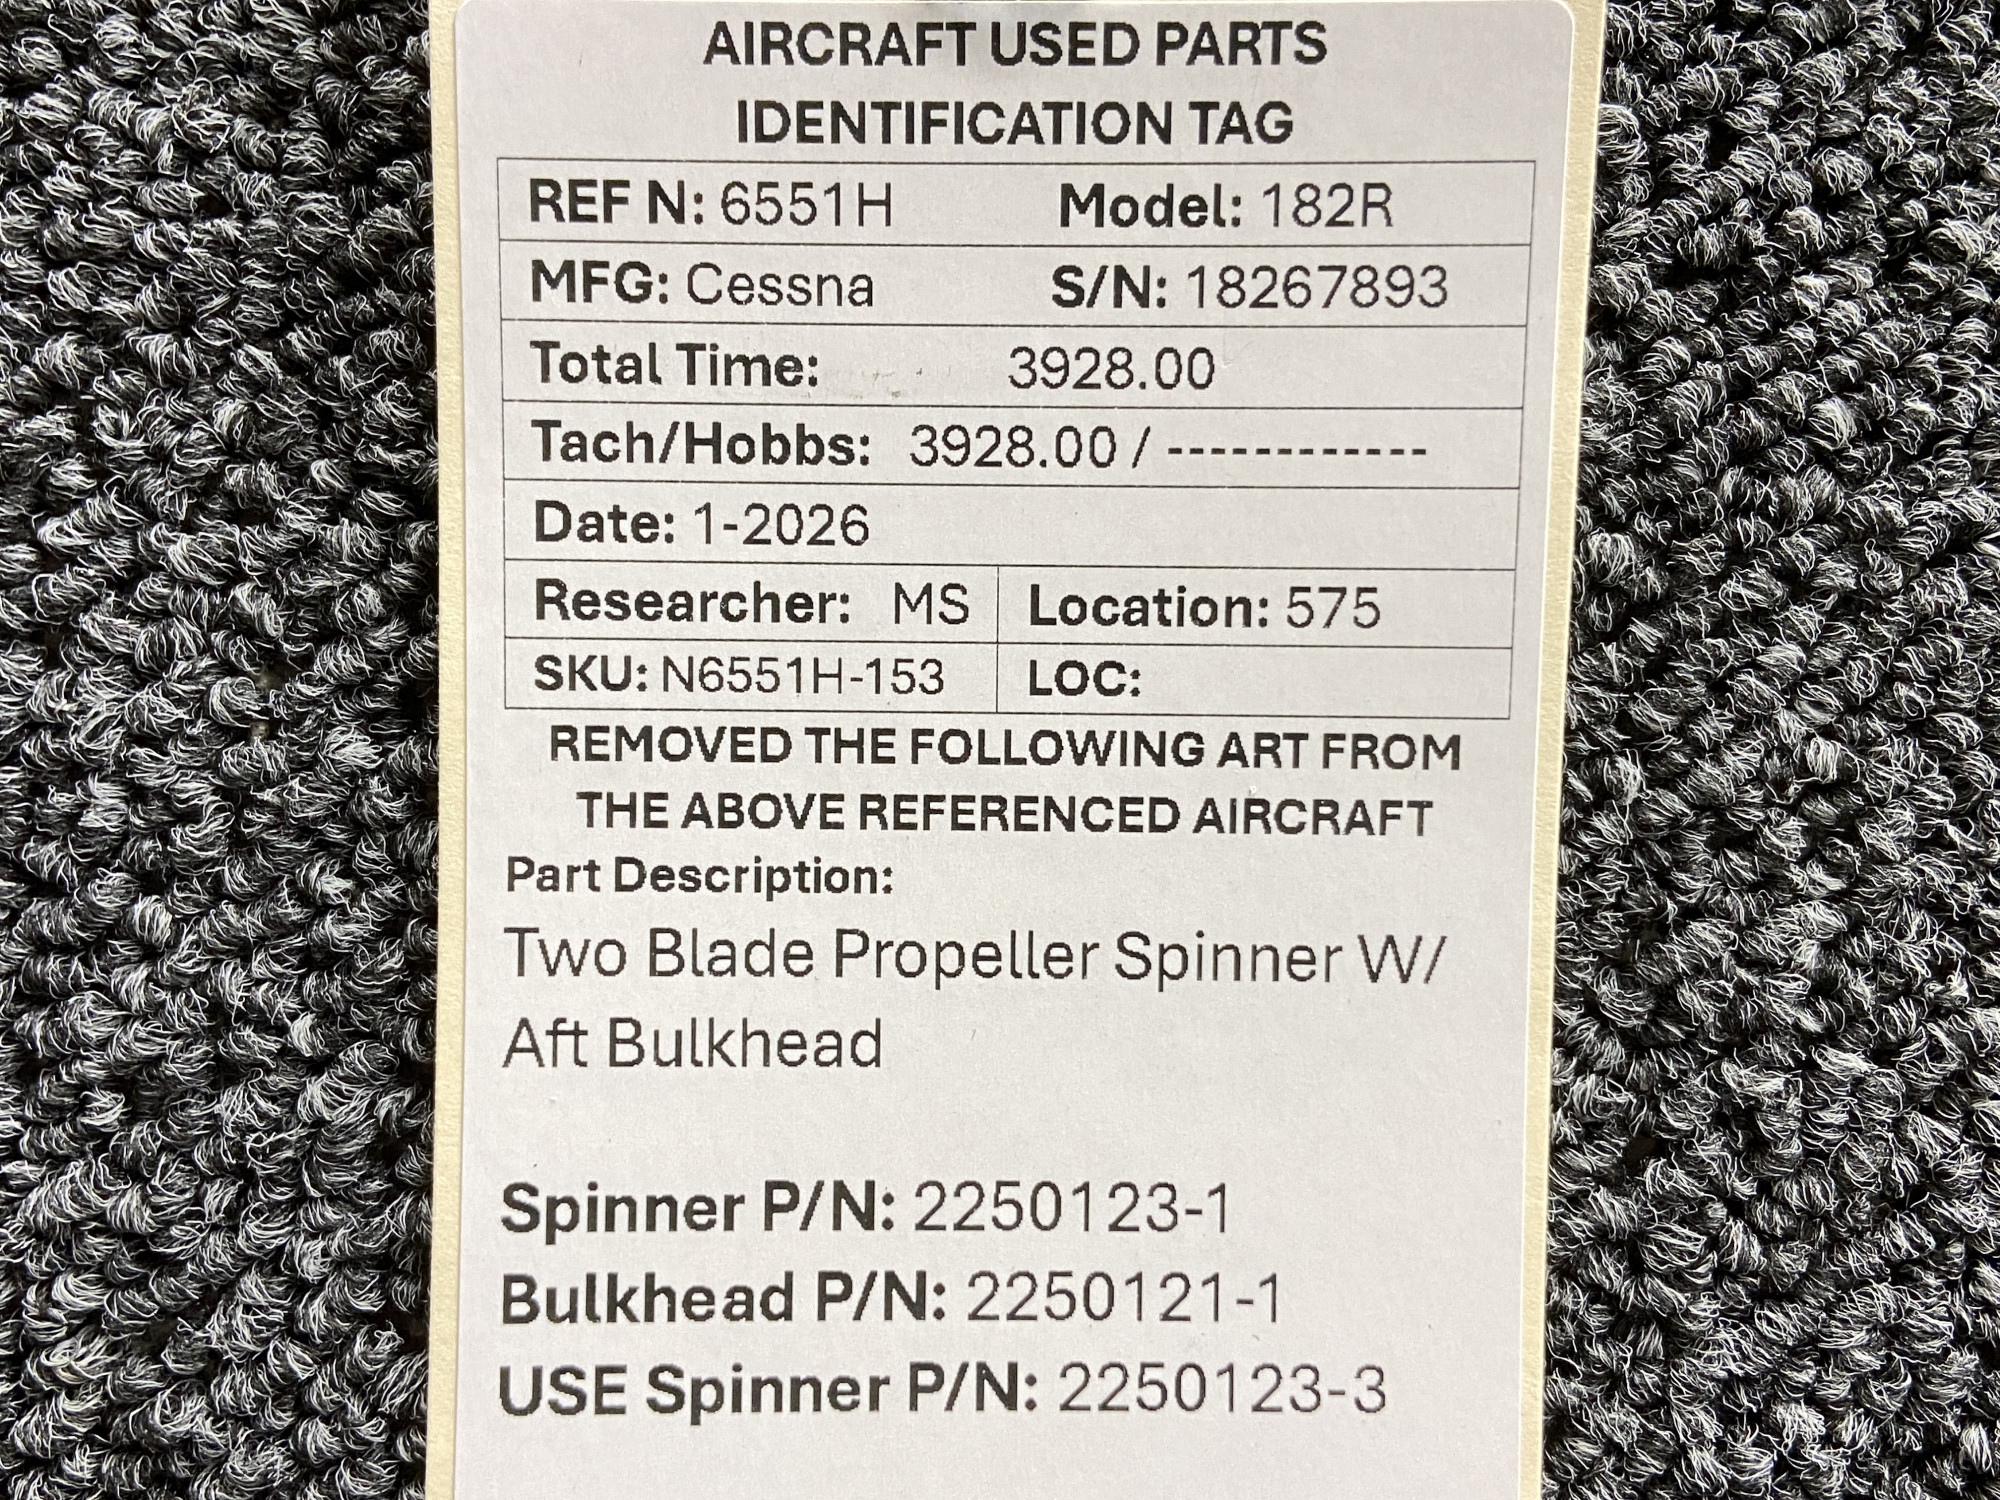 AIRCRAFT USED PARTS
IDENTIFICATION TAG
REF N: 6551H Model: 182R
MFG: Cessna S/N: 18267893
Total Time: 3928.00
Tach/Hobbs: 3928.00 / ------------
Date: 1-2026
Researcher: MS Location: 575
SKU: N6551H-153 LOC:
REMOVED THE FOLLOWING ART FROM
THE ABOVE REFERENCED AIRCRAFT
Part Description:
Two Blade Propeller Spinner W/
Aft Bulkhead
Spinner P/N: 2250123-1
Bulkhead P/N: 2250121-1
USE Spinner P/N: 2250123-3